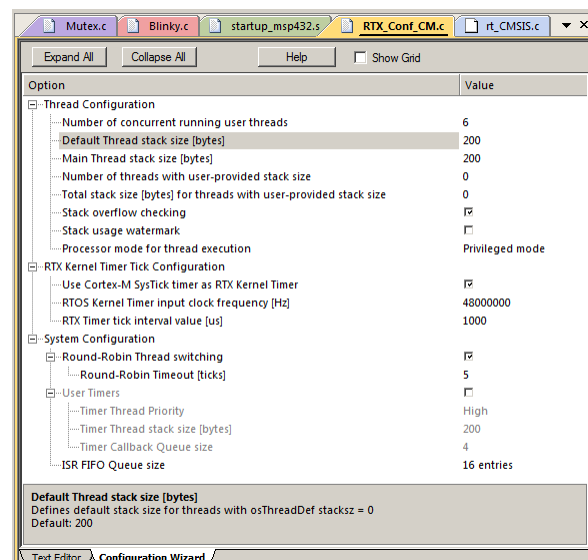 Mutex.c Blinky.c startup_msp432.s RTX_Conf_CM.c rt_CMSIS.c
Expand All Collapse All Help Show Grid
Option Value
Thread Configuration
Number of concurrent running user threads 6
Default Thread stack size [bytes] 200
Main Thread stack size [bytes] 200
Number of threads with user-provided stack size 0
Total stack size [bytes] for threads with user-provided stack size 0
Stack overflow checking
Stack usage watermark
Processor mode for thread execution Privileged mode
RTX Kernel Timer Tick Configuration
Use Cortex-M SysTick timer as RTX Kernel Timer
RTOS Kernel Timer input clock frequency [Hz] 48000000
RTX Timer tick interval value [us] 1000
System Configuration
Round-Robin Thread switching
Round-Robin Timeout [ticks] 5
User Timers
Timer Thread Priority High
Timer Thread stack size [bytes] 200
Timer Callback Queue size 4
ISR FIFO Queue size 16 entries
Default Thread stack size [bytes]
Defines default stack size for threads with osThreadDef stacksz = 0
Default: 200
Text Editor Configuration Wizard